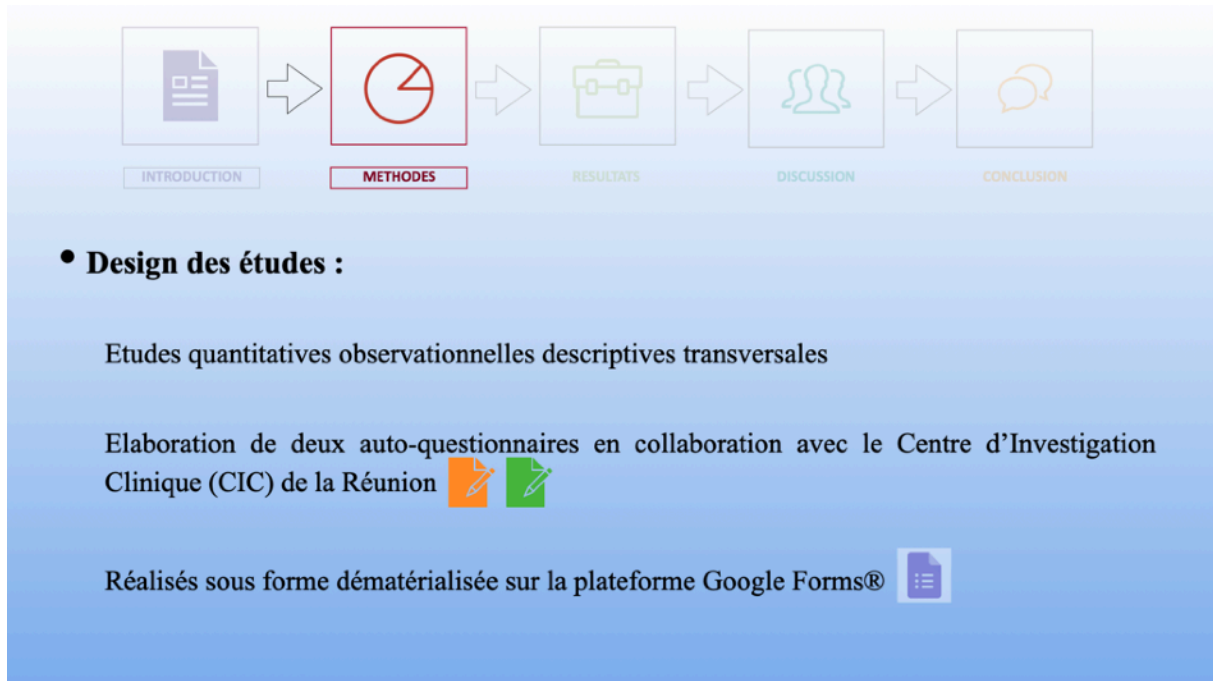 INTRODUCTION
METHODES
RESULTATS
DISCUSSION
CONCLUSION
• Design des études :
Etudes quantitatives observationnelles descriptives transversales
Elaboration de deux auto-questionnaires en collaboration avec le Centre d’Investigation
Clinique (CIC) de la Réunion
Réalisés sous forme dématérialisée sur la plateforme Google Forms®